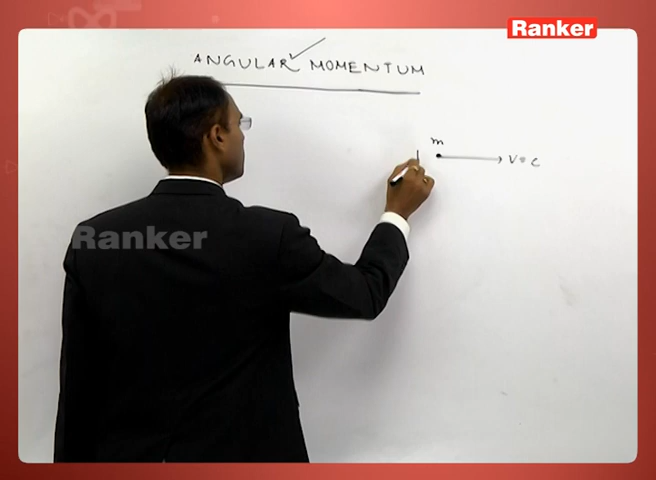 Ranker
ANGULAR MOMENTUM
m
V = c
Ranker